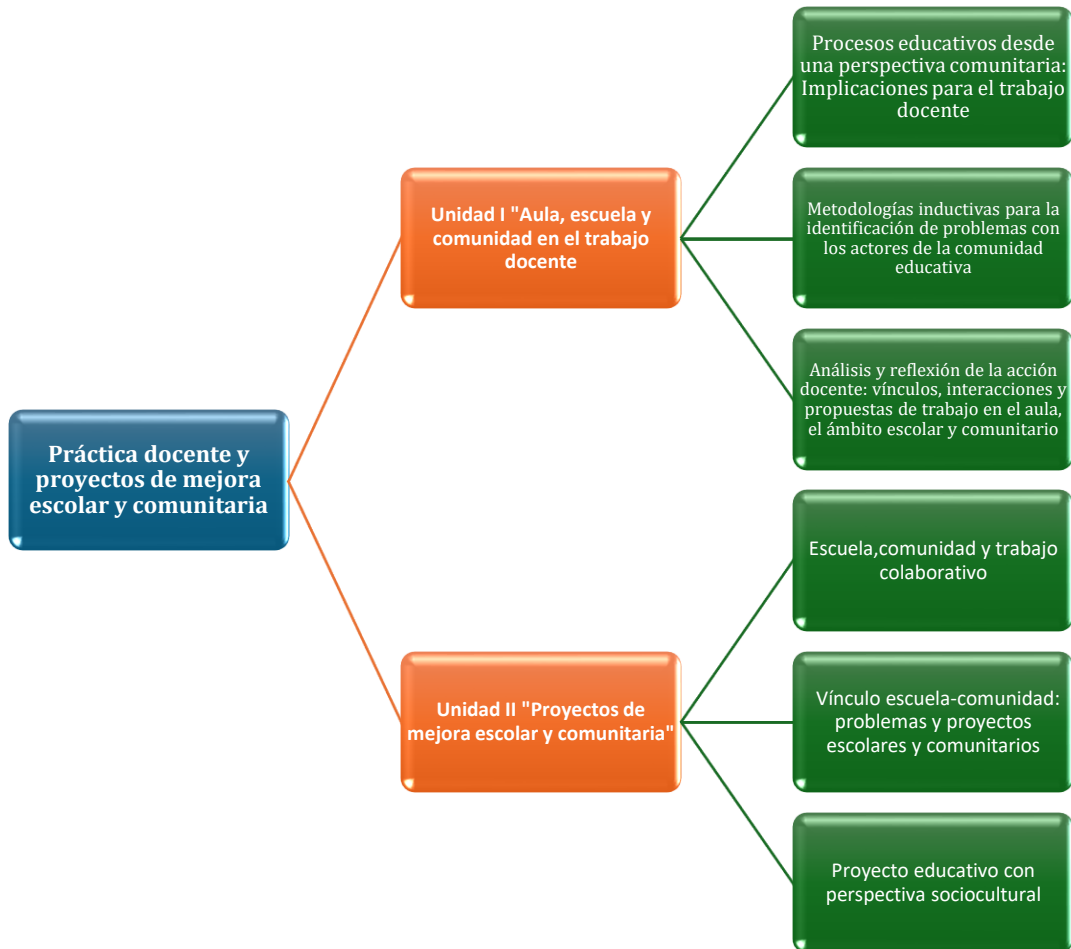 Práctica docente y
proyectos de mejora
escolar y comunitaria
Unidad I "Aula, escuela y
comunidad en el trabajo
docente
Procesos educativos desde
una perspectiva comunitaria:
Implicaciones para el trabajo
docente
Metodologías inductivas para la
identificación de problemas con
los actores de la comunidad
educativa
Análisis y reflexión de la acción
docente: vínculos, interacciones y
propuestas de trabajo en el aula,
el ámbito escolar y comunitario
Unidad II "Proyectos de
mejora escolar y comunitaria"
Escuela,comunidad y trabajo
colaborativo
Vínculo escuela-comunidad:
problemas y proyectos
escolares y comunitarios
Proyecto educativo con
perspectiva sociocultural